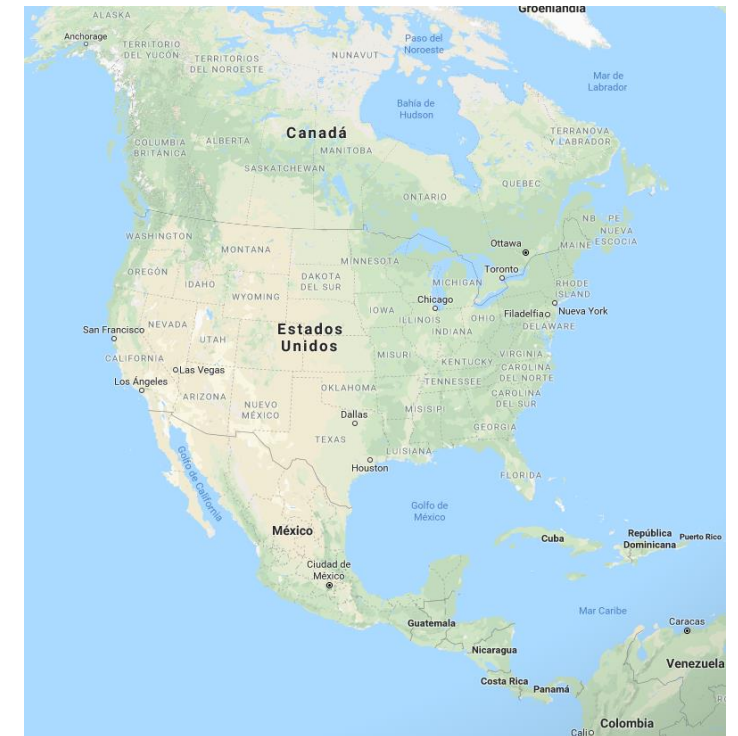 Groenlandia
ALASKA
Anchorage
TERRITORIO
DEL YUCÓN
TERRITORIOS
DEL NOROESTE
NUNAVUT
Paso del
Noroeste
Mar de
Labrador
Bahía de
Hudson
Canadá
COLUMBIA
BRITÁNICA
ALBERTA
MANITOBA
SASKATCHEWAN
TERRANOVA
Y LABRADOR
ONTARIO
QUEBEC
NB
PE
NUEVA
ESCOCIA
WASHINGTON
MONTANA
MINNESOTA
Ottawa
MAINE
OREGÓN
IDAHO
DAKOTA
DEL SUR
Toronto
WYOMING
MICHIGAN
RHODE
ISLAND
Chicago
IOWA
ILLINOIS
OHIO
Filadelfia
Nueva York
San Francisco
NEVADA
UTAH
Estados
Unidos
INDIANA
DELAWARE
CALIFORNIA
Las Vegas
MISURI
KENTUCKY
VIRGINIA
CAROLINA
DEL NORTE
Los Ángeles
ARIZONA
OKLAHOMA
TENNESSEE
CAROLINA
DEL SUR
NUEVO
MÉXICO
Dallas
MISISIPI
TEXAS
GEORGIA
LUISIANA
Houston
FLORIDA
Golfo de California
Golfo de
México
México
Cuba
República
Dominicana
Puerto Rico
Ciudad de
México
Mar Caribe
Guatemala
Caracas
Nicaragua
Venezuela
Costa Rica
Panamá
Colombia
Cali